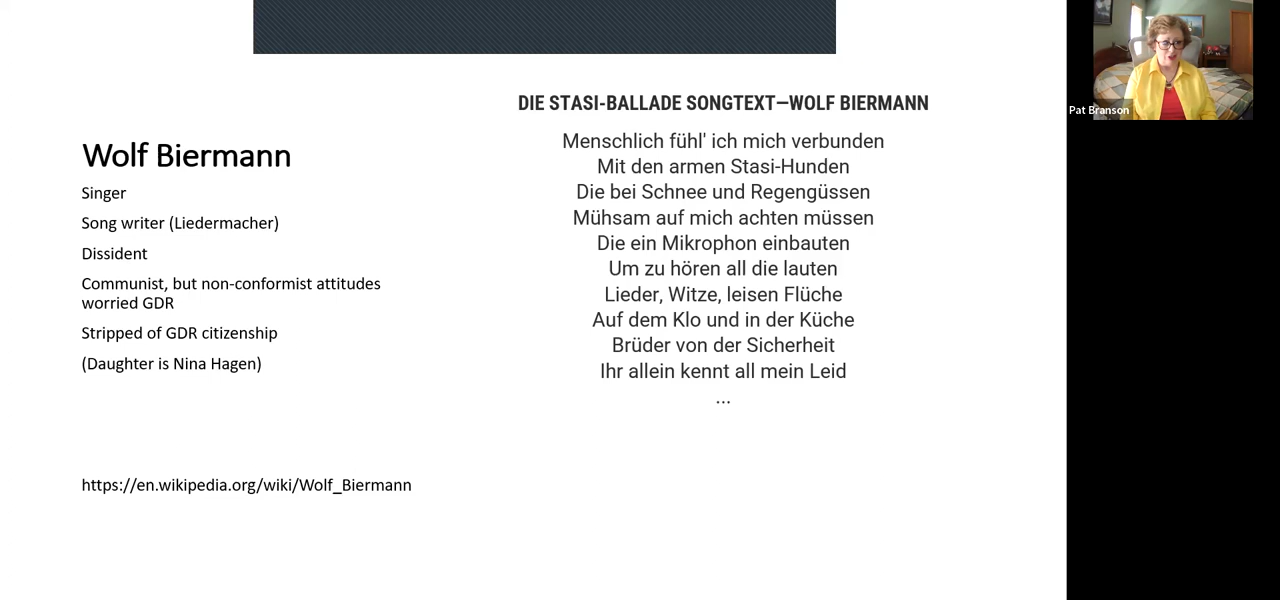 DIE STASI-BALLADE SONGTEXT—WOLF BIERMANN
Wolf Biermann
Singer
Song writer (Liedermacher)
Dissident
Communist, but non-conformist attitudes
worried GDR
Stripped of GDR citizenship
(Daughter is Nina Hagen)
https://en.wikipedia.org/wiki/Wolf_Biermann
Menschlich fühl' ich mich verbunden
Mit den armen Stasi-Hunden
Die bei Schnee und Regengüssen
Mühsam auf mich achten müssen
Die ein Mikrophon einbauten
Um zu hören all die lauten
Lieder, Witze, leisen Flüche
Auf dem Klo und in der Küche
Brüder von der Sicherheit
Ihr allein kennt all mein Leid
...
Pat Branson